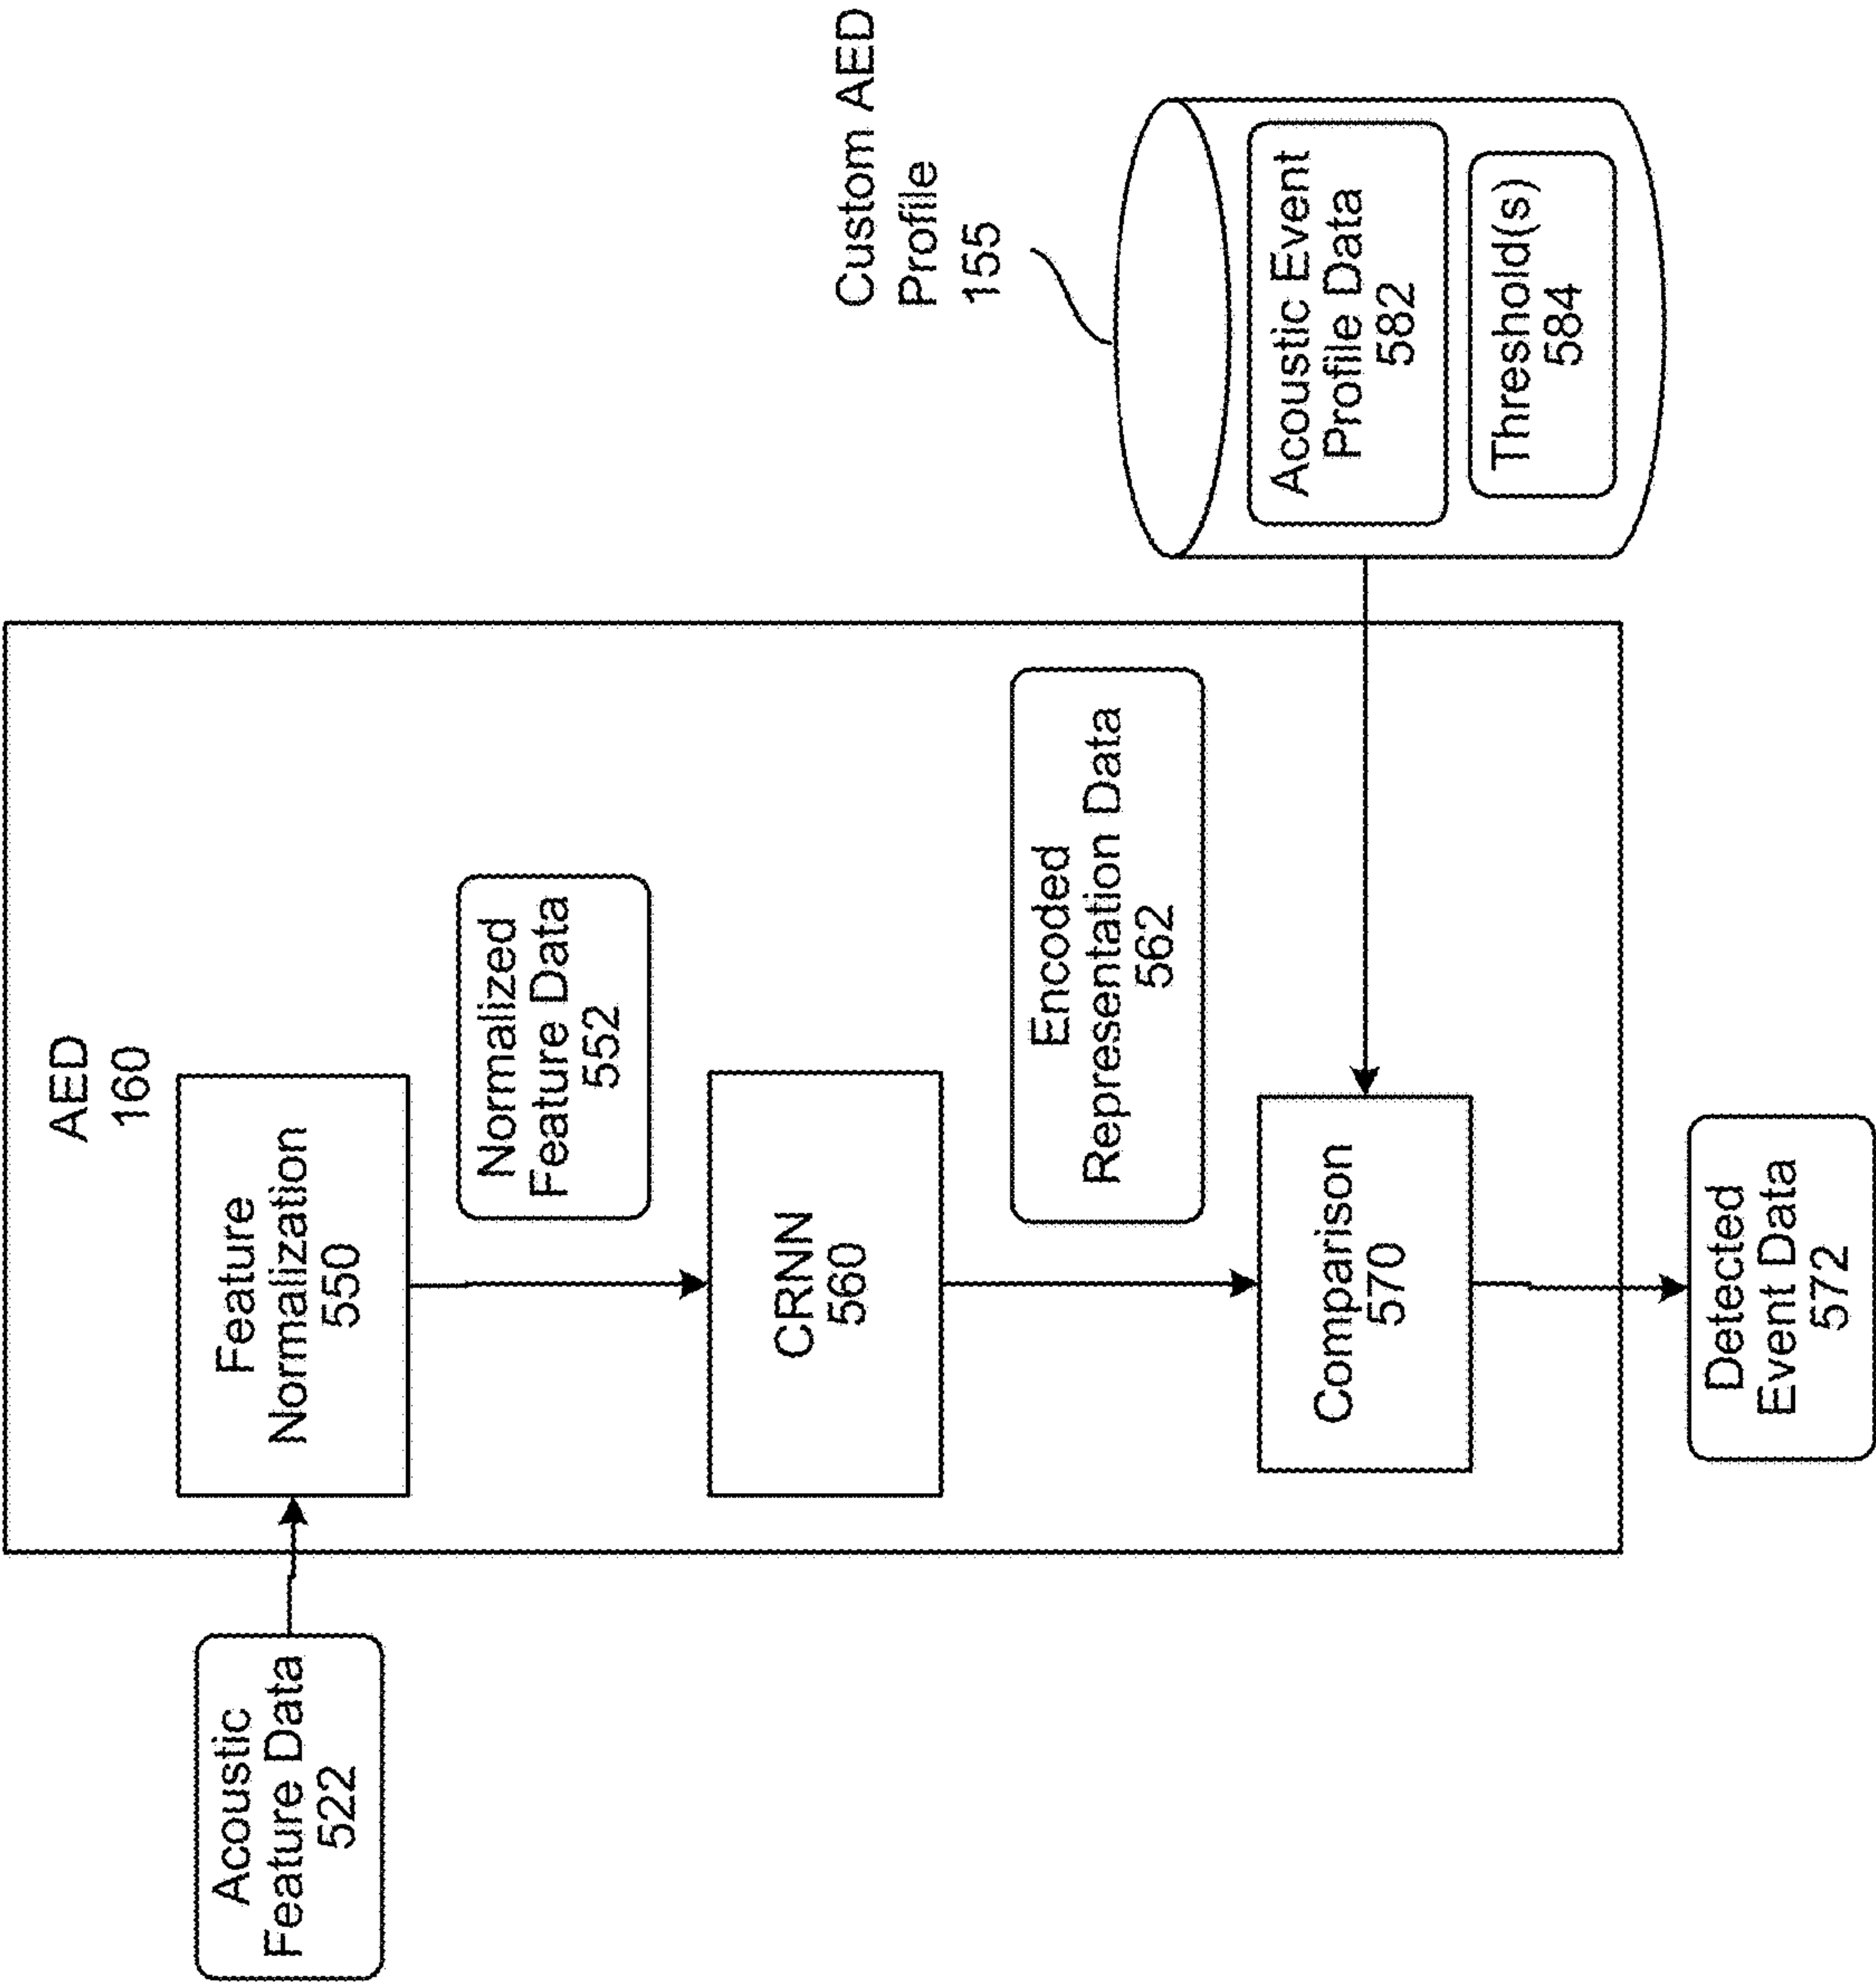 AED
160
Acoustic
Feature Data
522
Feature
Normalization
550
Normalized
Feature Data
552
CRNN
560
Encoded
Representation Data
562
Custom AED
Profile
155
Comparison
570
Acoustic Event
Profile Data
582
Threshold(s)
584
Detected
Event Data
572